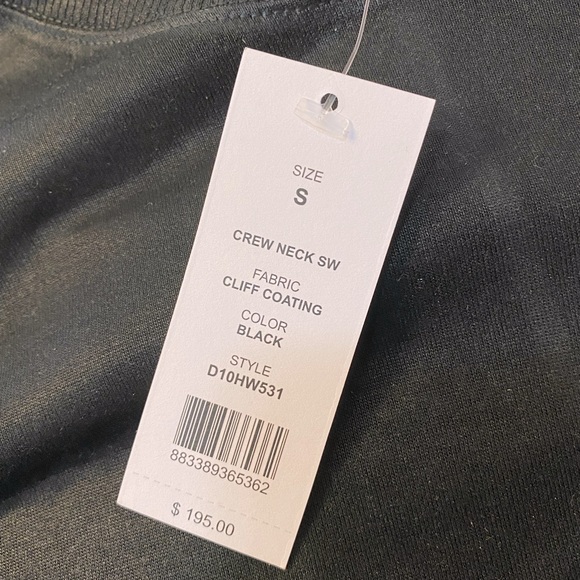 SIZE
S
CREW NECK SW
FABRIC
CLIFF COATING
COLOR
BLACK
STYLE
D10HW531
883389365362
$ 195.00